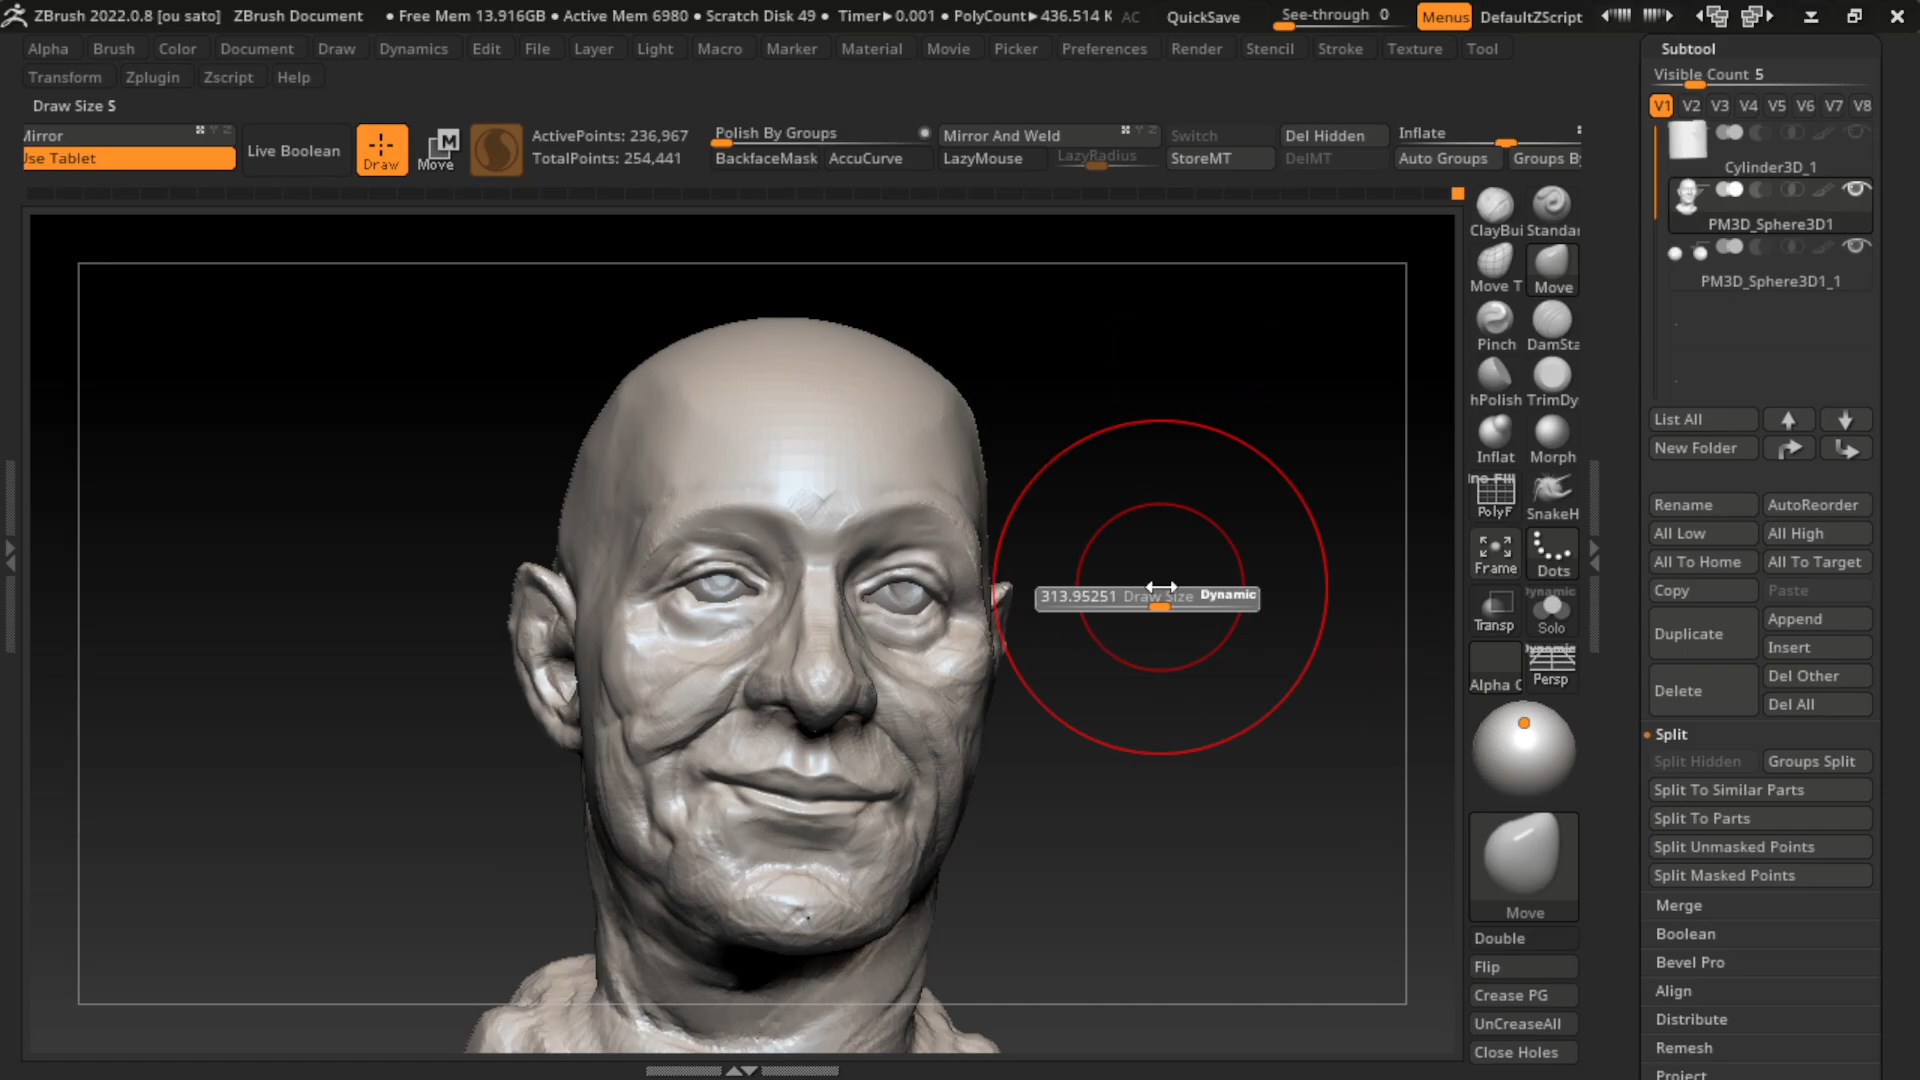 ZBrush 2022.0.8 [ou sato] ZBrush Document • Free Mem 13.916GB • Active Mem 6980 • Scratch Disk 49 • Timer▶0.001 • PolyCount▶436.514 K AC QuickSave See-through 0 Menus DefaultZScript
Alpha Brush Color Document Draw Dynamics Edit File Layer Light Macro Marker Material Movie Picker Preferences Render Stencil Stroke Texture Tool
Transform Zplugin Zscript Help
Draw Size S
Mirror
Use Tablet
Live Boolean
Draw
M
Move
ActivePoints: 236,967
TotalPoints: 254,441
Polish By Groups
BackfaceMask AccuCurve
Mirror And Weld
LazyMouse LazyRadius
Switch Del Hidden
StoreMT DelMT
Inflate
Auto Groups Groups By
313.95251 Draw Size Dynamic
ClayBui Standar
Move T Move
Pinch DamSta
hPolish TrimDy
Inflat Morph
PolyF SnakeH
Frame Dots
Dynamic
Transp Solo
Dynamic
Alpha O Persp
Move
Double
Flip
Crease PG
UnCreaseAll
Close Holes
Subtool
Visible Count 5
V1 V2 V3 V4 V5 V6 V7 V8
Cylinder3D_1
PM3D_Sphere3D1
PM3D_Sphere3D1_1
List All
New Folder
Rename AutoReorder
All Low All High
All To Home All To Target
Copy Paste
Duplicate Append
Insert
Delete Del Other
Del All
Split
Split Hidden Groups Split
Split To Similar Parts
Split To Parts
Split Unmasked Points
Split Masked Points
Merge
Boolean
Bevel Pro
Align
Distribute
Remesh
Project